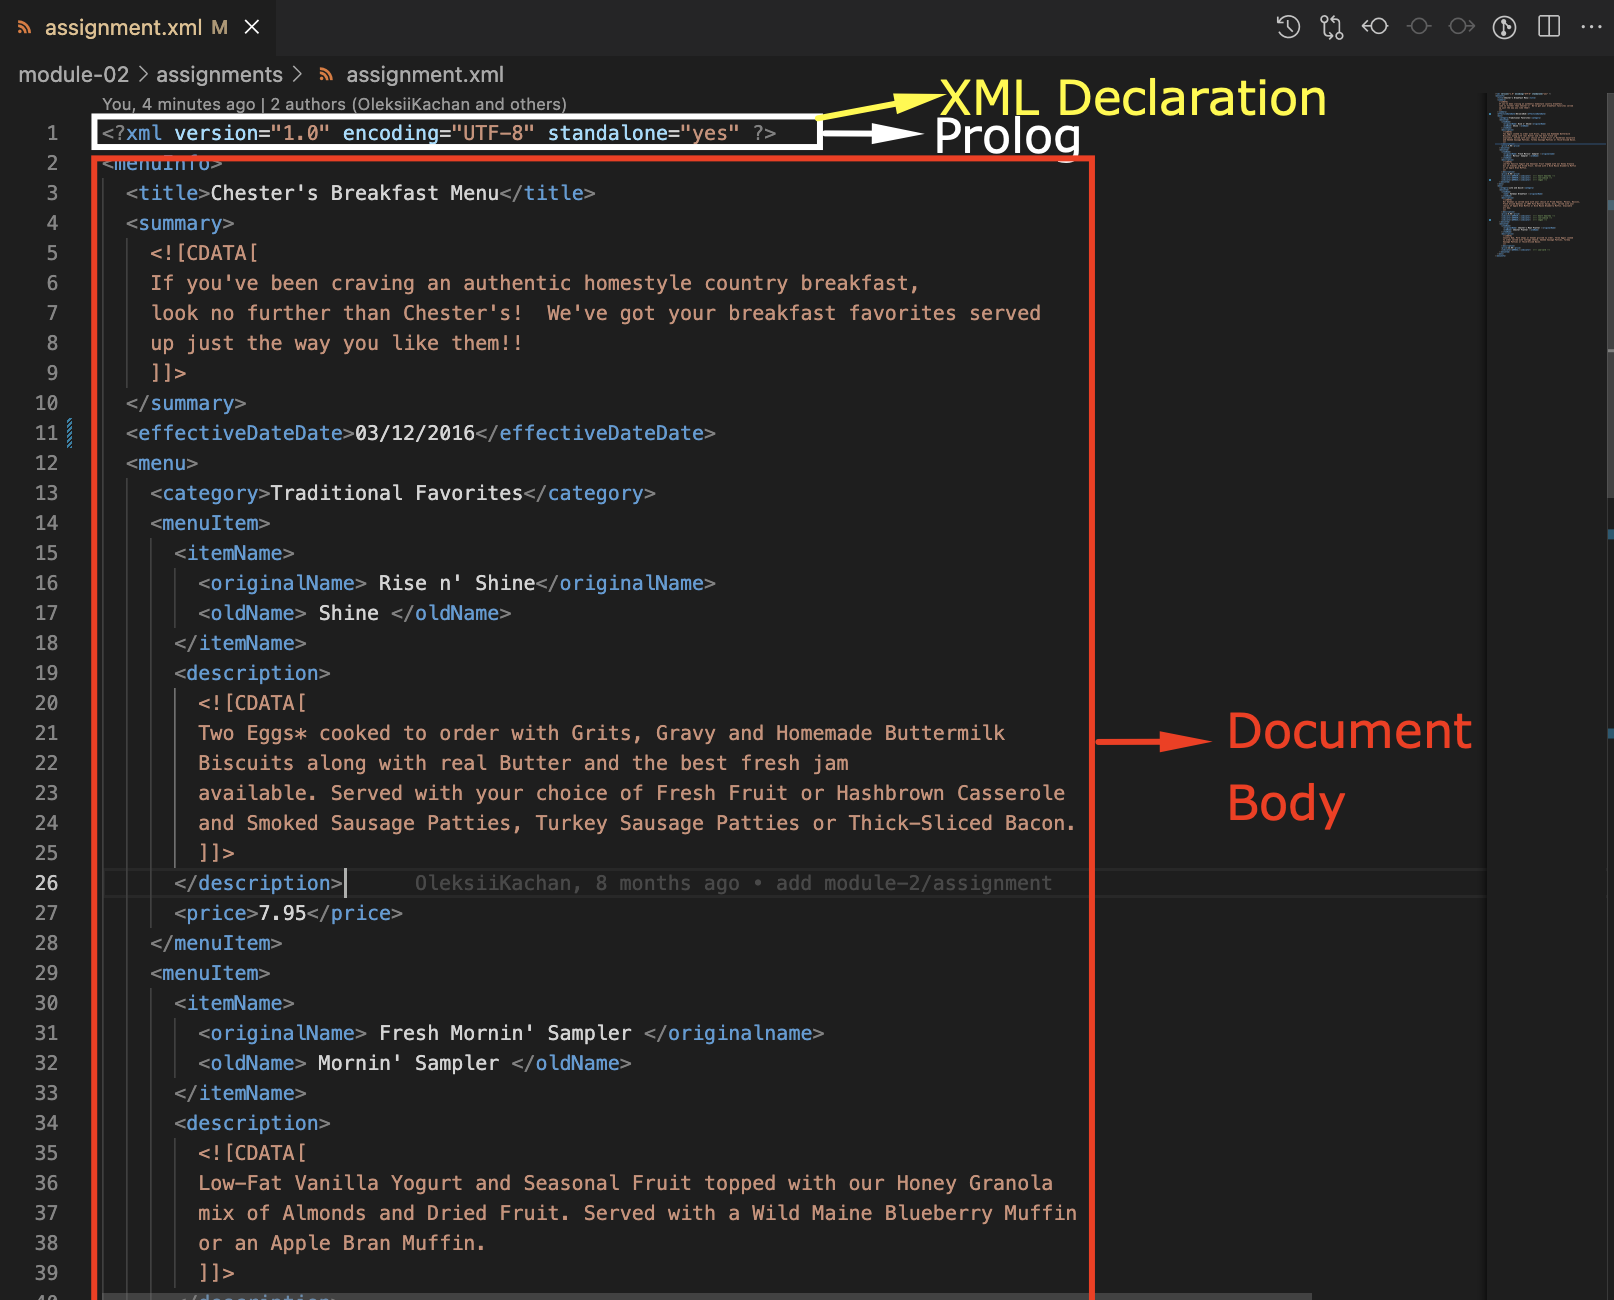 assignment.xml M
module-02 > assignments > assignment.xml
You, 4 minutes ago | 2 authors (OleksiiKachan and others)
XML Declaration
1 <?xml version="1.0" encoding="UTF-8" standalone="yes" ?>
Prolog
2 <menuInfo>
3 <title>Chester's Breakfast Menu</title>
4 <summary>
5 <![CDATA[
6 If you've been craving an authentic homestyle country breakfast,
7 look no further than Chester's!  We've got your breakfast favorites served
8 up just the way you like them!!
9 ]]>
10 </summary>
11 <effectiveDateDate>03/12/2016</effectiveDateDate>
12 <menu>
13 <category>Traditional Favorites</category>
14 <menuItem>
15 <itemName>
16 <originalName> Rise n' Shine</originalName>
17 <oldName> Shine </oldName>
18 </itemName>
19 <description>
20 <![CDATA[
21 Two Eggs* cooked to order with Grits, Gravy and Homemade Buttermilk
22 Biscuits along with real Butter and the best fresh jam
23 available. Served with your choice of Fresh Fruit or Hashbrown Casserole
24 and Smoked Sausage Patties, Turkey Sausage Patties or Thick-Sliced Bacon.
25 ]]>
26 </description> OleksiiKachan, 8 months ago • add module-2/assignment
27 <price>7.95</price>
28 </menuItem>
29 <menuItem>
30 <itemName>
31 <originalName> Fresh Mornin' Sampler </originalname>
32 <oldName> Mornin' Sampler </oldName>
33 </itemName>
34 <description>
35 <![CDATA[
36 Low-Fat Vanilla Yogurt and Seasonal Fruit topped with our Honey Granola
37 mix of Almonds and Dried Fruit. Served with a Wild Maine Blueberry Muffin
38 or an Apple Bran Muffin.
39 ]]>
40 </description>
Document
Body